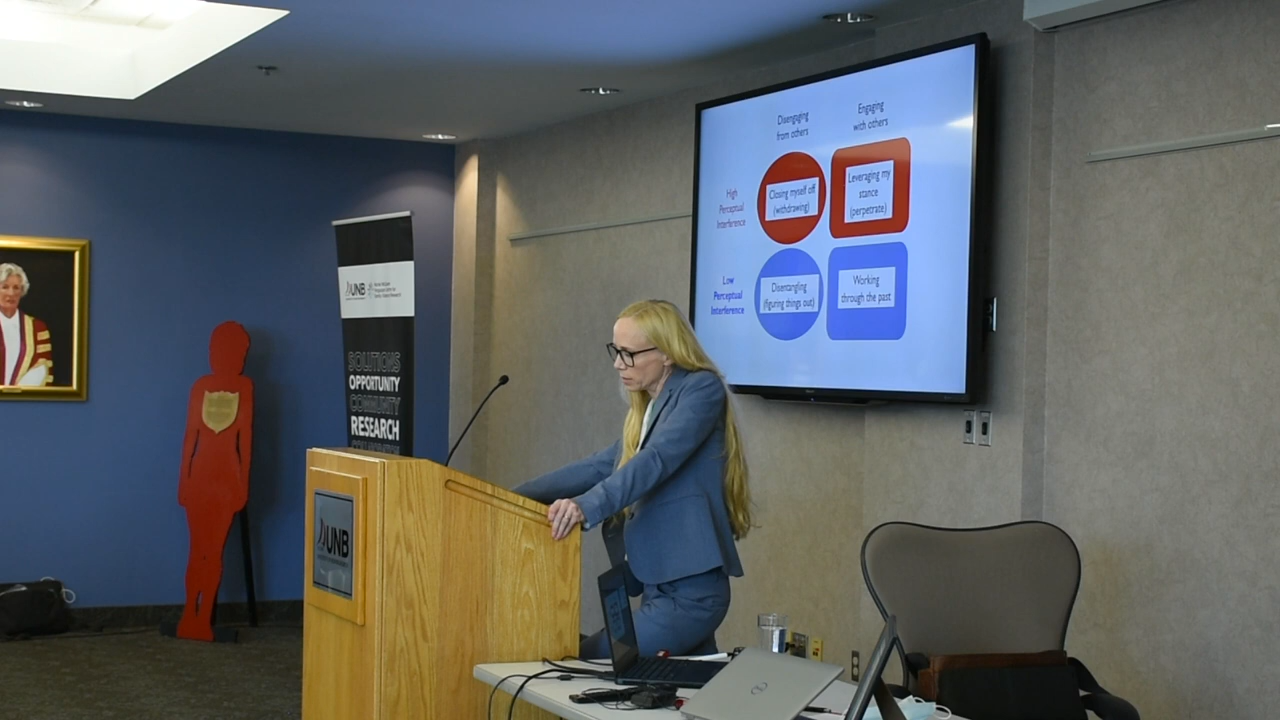 Disengaging
from others
Engaging
with others
High
Perceptual
Interference
Closing myself off
(withdrawing)
Leveraging my
stance
(perpetrate)
Low
Perceptual
Interference
Disentangling
(figuring things out)
Working
through the past
UNB
SOLUTIONS
OPPORTUNITY
COMMUNITY
RESEARCH
UNB